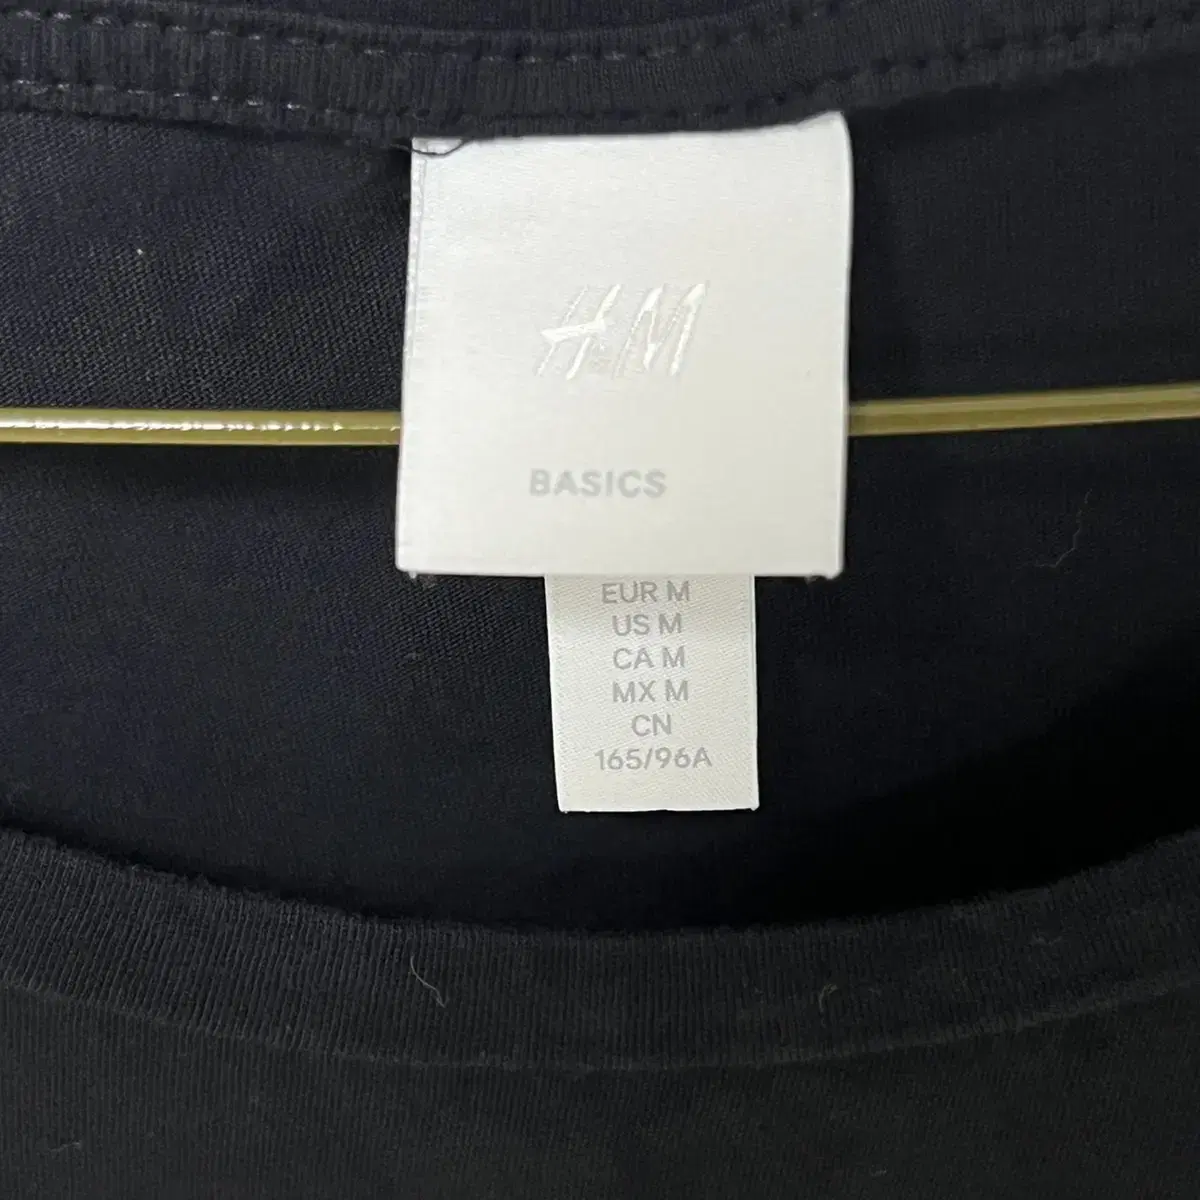 H&M
BASICS
EUR M
US M
CA M
MX M
CN
165/96A